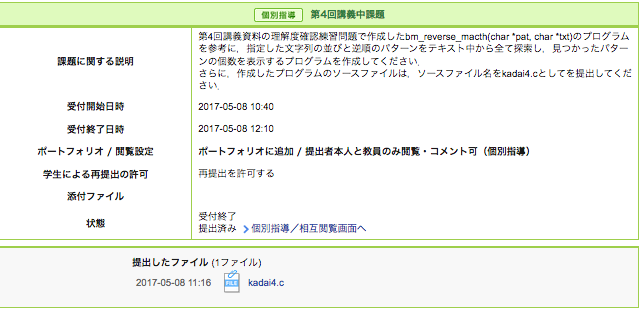 個別指導 第4回講義中課題
課題に関する説明
第4回講義資料の理解度確認練習問題で作成したbm_reverse_macth(char *pat, char *txt)のプログラム
を参考に，指定した文字列の並びと逆順のパターンをテキスト中から全て探索し，見つかったパターン
の個数を表示するプログラムを作成してください．
さらに，作成したプログラムのソースファイルは，ソースファイル名をkadai4.cとしてを提出してくだ
さい．
受付開始日時 2017-05-08 10:40
受付終了日時 2017-05-08 12:10
ポートフォリオ / 閲覧設定 ポートフォリオに追加 / 提出者本人と教員のみ閲覧・コメント可（個別指導）
学生による再提出の許可 再提出を許可する
添付ファイル
状態
受付終了
提出済み 個別指導／相互閲覧画面へ
提出したファイル (1ファイル)
2017-05-08 11:16 FILE kadai4.c